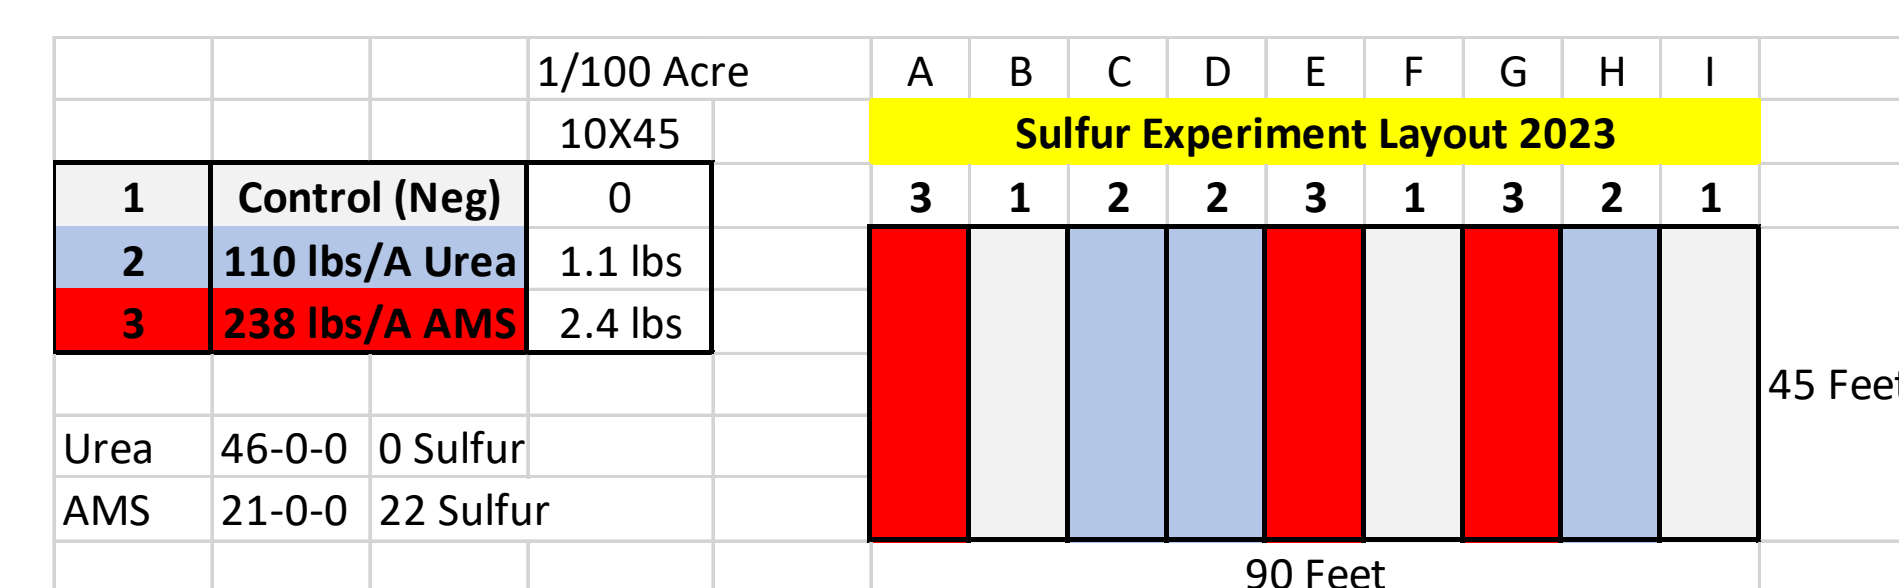 1/100 Acre A B C D E F G H I
10X45 Sulfur Experiment Layout 2023
1 Control (Neg) 0 3 1 2 2 3 1 3 2 1
2 110 lbs/A Urea 1.1 lbs
3 238 lbs/A AMS 2.4 lbs
45 Feet
Urea 46-0-0 0 Sulfur
AMS 21-0-0 22 Sulfur
90 Feet